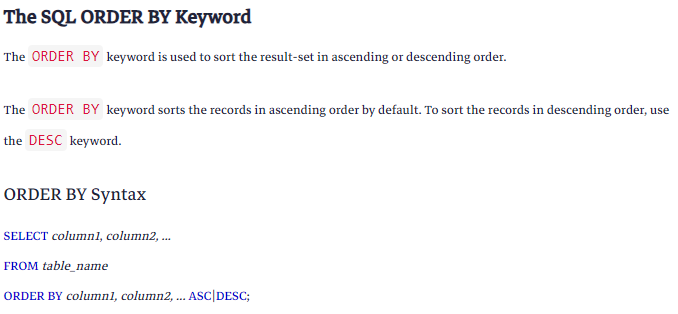 The SQL ORDER BY Keyword
The ORDER BY keyword is used to sort the result-set in ascending or descending order.
The ORDER BY keyword sorts the records in ascending order by default. To sort the records in descending order, use
the DESC keyword.
ORDER BY Syntax
SELECT column1, column2, ...
FROM table_name
ORDER BY column1, column2, ... ASC|DESC;